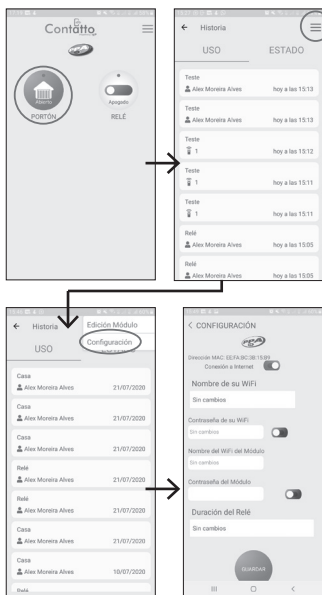 Contatto
Abierto
Apagado
PORTÓN
RELÉ
Historia
USO
ESTADO
Teste
Alex Moreira Alves
hoy a las 15:13
Teste
Alex Moreira Alves
hoy a las 15:13
Teste
1
hoy a las 15:12
Teste
1
hoy a las 15:11
Teste
1
hoy a las 15:11
Relé
Alex Moreira Alves
hoy a las 15:05
Relé
Alex Moreira Alves
hoy a las 15:05
Historia
Edición Módulo
Configuración
USO
Casa
Alex Moreira Alves
21/07/2020
Casa
Alex Moreira Alves
21/07/2020
Casa
Alex Moreira Alves
21/07/2020
Relé
Alex Moreira Alves
21/07/2020
Relé
Alex Moreira Alves
21/07/2020
Casa
Alex Moreira Alves
21/07/2020
Casa
Alex Moreira Alves
10/07/2020
Relé
CONFIGURACIÓN
PPA
Dirección MAC:
Conexión a Internet
Nombre de su WiFi
Sin cambios
Contraseña de su WiFi
Sin cambios
Nombre del WiFi del Módulo
Sin cambios
Contraseña del Módulo
Duración del Relé
Sin cambios
GUARDAR